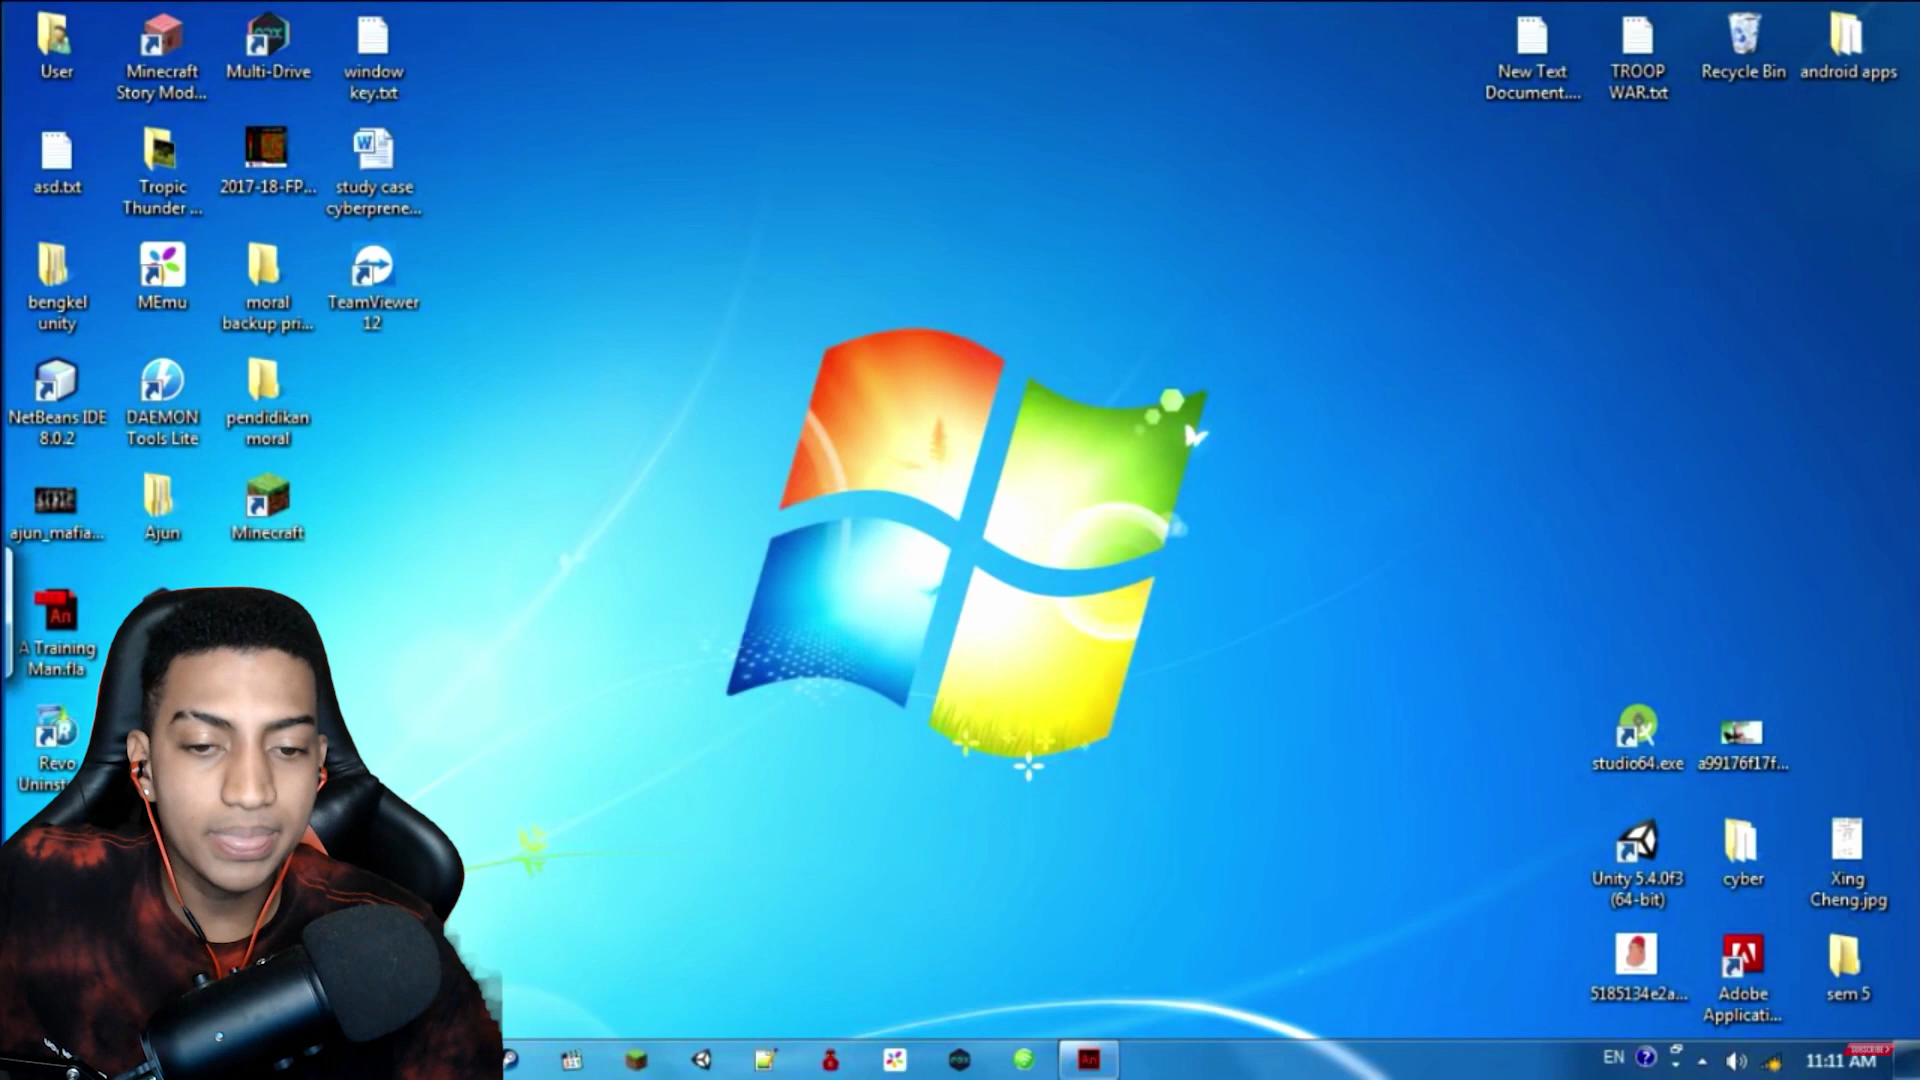 User
Minecraft
Story Mod...
Multi-Drive
window
key.txt
New Text
Document....
TROOP
WAR.txt
Recycle Bin
android apps
asd.txt
Tropic
Thunder ...
2017-18-FP...
study case
cyberprene...
bengkel
unity
MEmu
moral
backup pri...
TeamViewer
12
NetBeans IDE
8.0.2
DAEMON
Tools Lite
pendidikan
moral
ajun_mafia...
Ajun
Minecraft
An
A Training
Man.fla
Revo
Uninst
studio64.exe
a99176f17f...
Unity 5.4.0f3
(64-bit)
cyber
Xing
Cheng.jpg
5185134e2a...
Adobe
Applicati...
sem 5
An
EN
11:11 AM
SUBSCRIBE